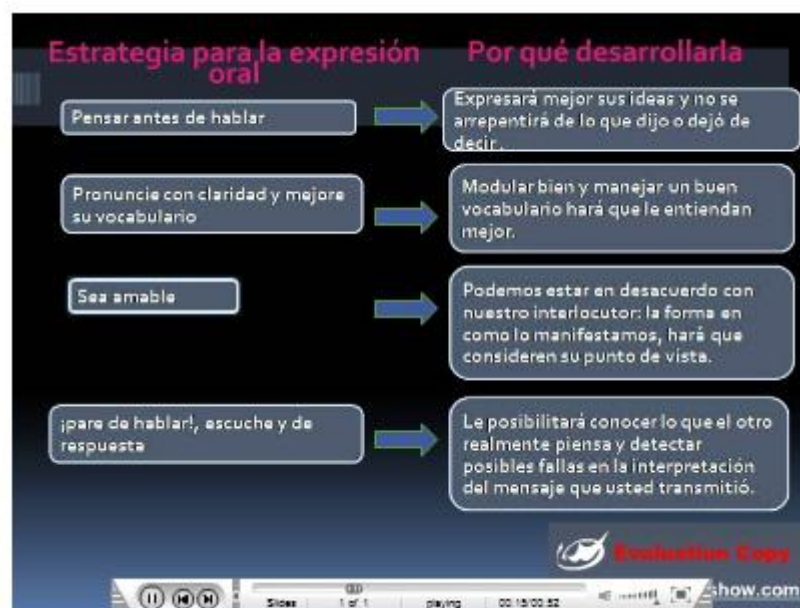 Estrategia para la expresión
oral
Por qué desarrollarla
Pensar antes de hablar
Expresará mejor sus ideas y no se
arrepentirá de lo que dijo o dejó de
decir.
Pronuncie con claridad y mejore
su vocabulario
Modular bien y manejar un buen
vocabulario hará que le entiendan
mejor.
Sea amable
Podemos estar en desacuerdo con
nuestro interlocutor: la forma en
como lo manifestamos, hará que
consideren su punto de vista.
¡pare de hablar!, escuche y de
respuesta
Le posibilitará conocer lo que el otro
realmente piensa y detectar
posibles fallas en la interpretación
del mensaje que usted transmitió.
Evaluation Copy
show.com
Slides 1 of 1 playing 00:15/00:52